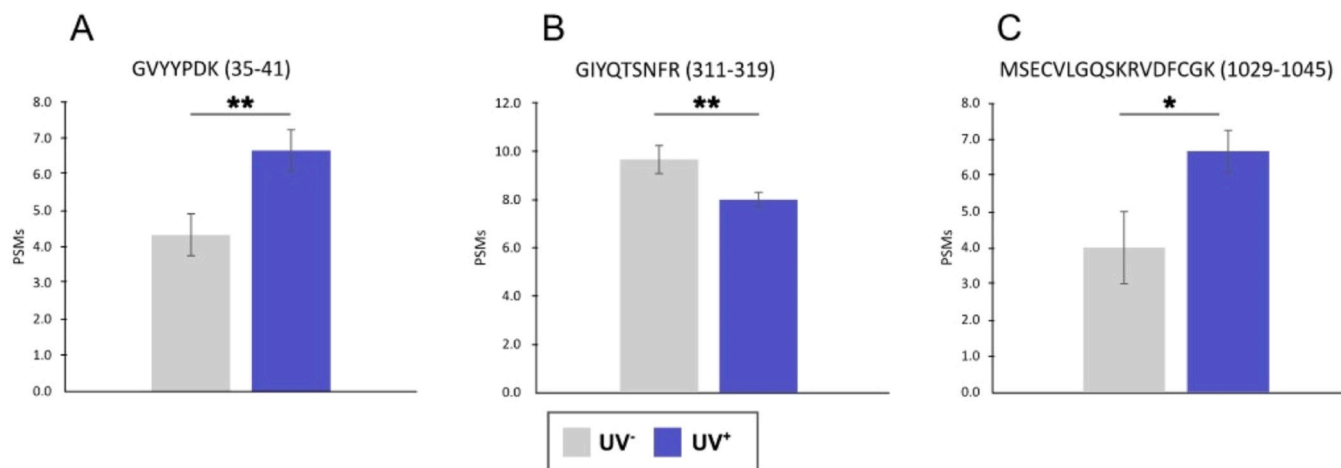 A
GVYYPDK (35-41)
**
8.0
7.0
6.0
5.0
4.0
3.0
2.0
1.0
0.0
PSMs
B
GIYQTSNFR (311-319)
**
12.0
10.0
8.0
6.0
4.0
2.0
0.0
PSMs
C
MSECVLGQSKRVDFCGK (1029-1045)
*
8.0
7.0
6.0
5.0
4.0
3.0
2.0
1.0
0.0
PSMs
UV⁻ UV⁺